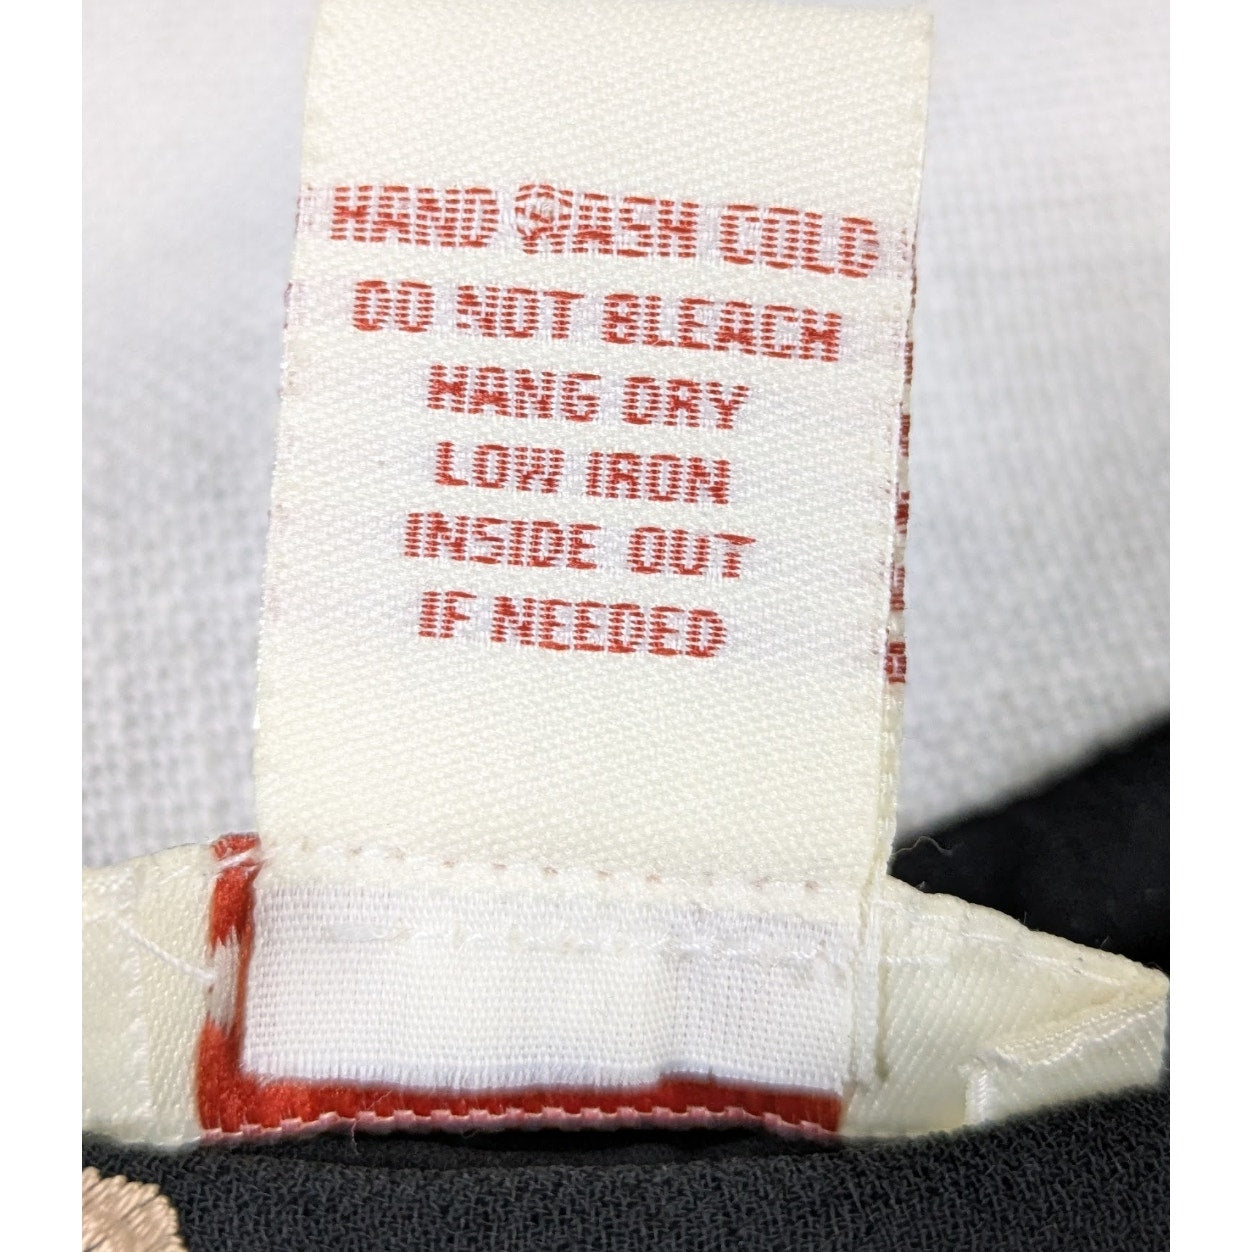 HAND WASH COLD
DO NOT BLEACH
HANG DRY
LOW IRON
INSIDE OUT
IF NEEDED